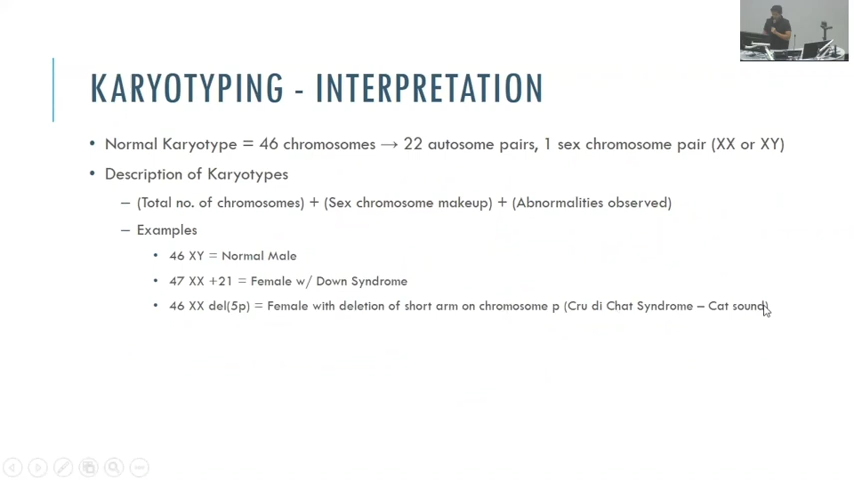 KARYOTYPING - INTERPRETATION
• Normal Karyotype = 46 chromosomes → 22 autosome pairs, 1 sex chromosome pair (XX or XY)
• Description of Karyotypes
– (Total no. of chromosomes) + (Sex chromosome makeup) + (Abnormalities observed)
– Examples
• 46 XY = Normal Male
• 47 XX +21 = Female w/ Down Syndrome
• 46 XX del(5p) = Female with deletion of short arm on chromosome p (Cru di Chat Syndrome – Cat sound)